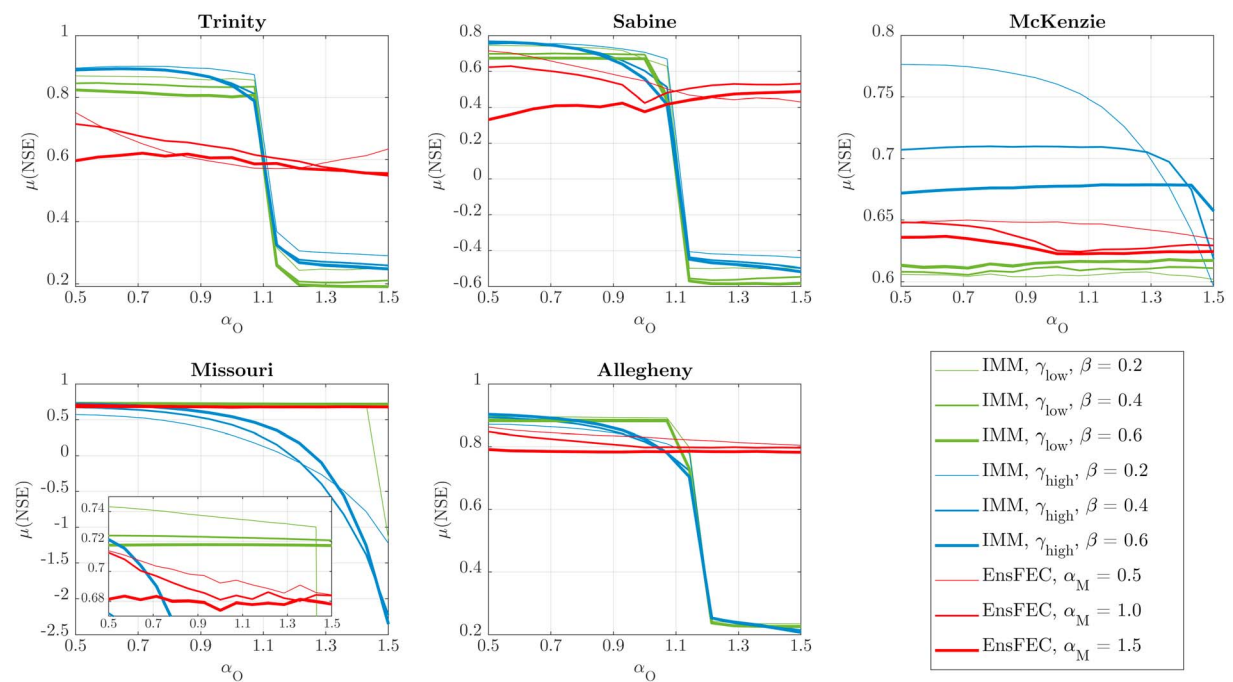 Trinity
1
0.8
0.6
0.4
0.2
μ(NSE)
0.5 0.7 0.9 1.1 1.3 1.5
α_O
Sabine
0.8
0.6
0.4
0.2
0
-0.2
-0.4
-0.6
μ(NSE)
0.5 0.7 0.9 1.1 1.3 1.5
α_O
McKenzie
0.8
0.75
0.7
0.65
0.6
μ(NSE)
0.5 0.7 0.9 1.1 1.3 1.5
α_O
Missouri
1
0.5
0
-0.5
-1
-1.5
-2
-2.5
μ(NSE)
0.74
0.72
0.7
0.68
0.5 0.7 0.9 1.1 1.3 1.5
0.5 0.7 0.9 1.1 1.3 1.5
α_O
Allegheny
1
0.8
0.6
0.4
0.2
μ(NSE)
0.5 0.7 0.9 1.1 1.3 1.5
α_O
IMM, γ_low, β = 0.2
IMM, γ_low, β = 0.4
IMM, γ_low, β = 0.6
IMM, γ_high, β = 0.2
IMM, γ_high, β = 0.4
IMM, γ_high, β = 0.6
EnsFEC, α_M = 0.5
EnsFEC, α_M = 1.0
EnsFEC, α_M = 1.5